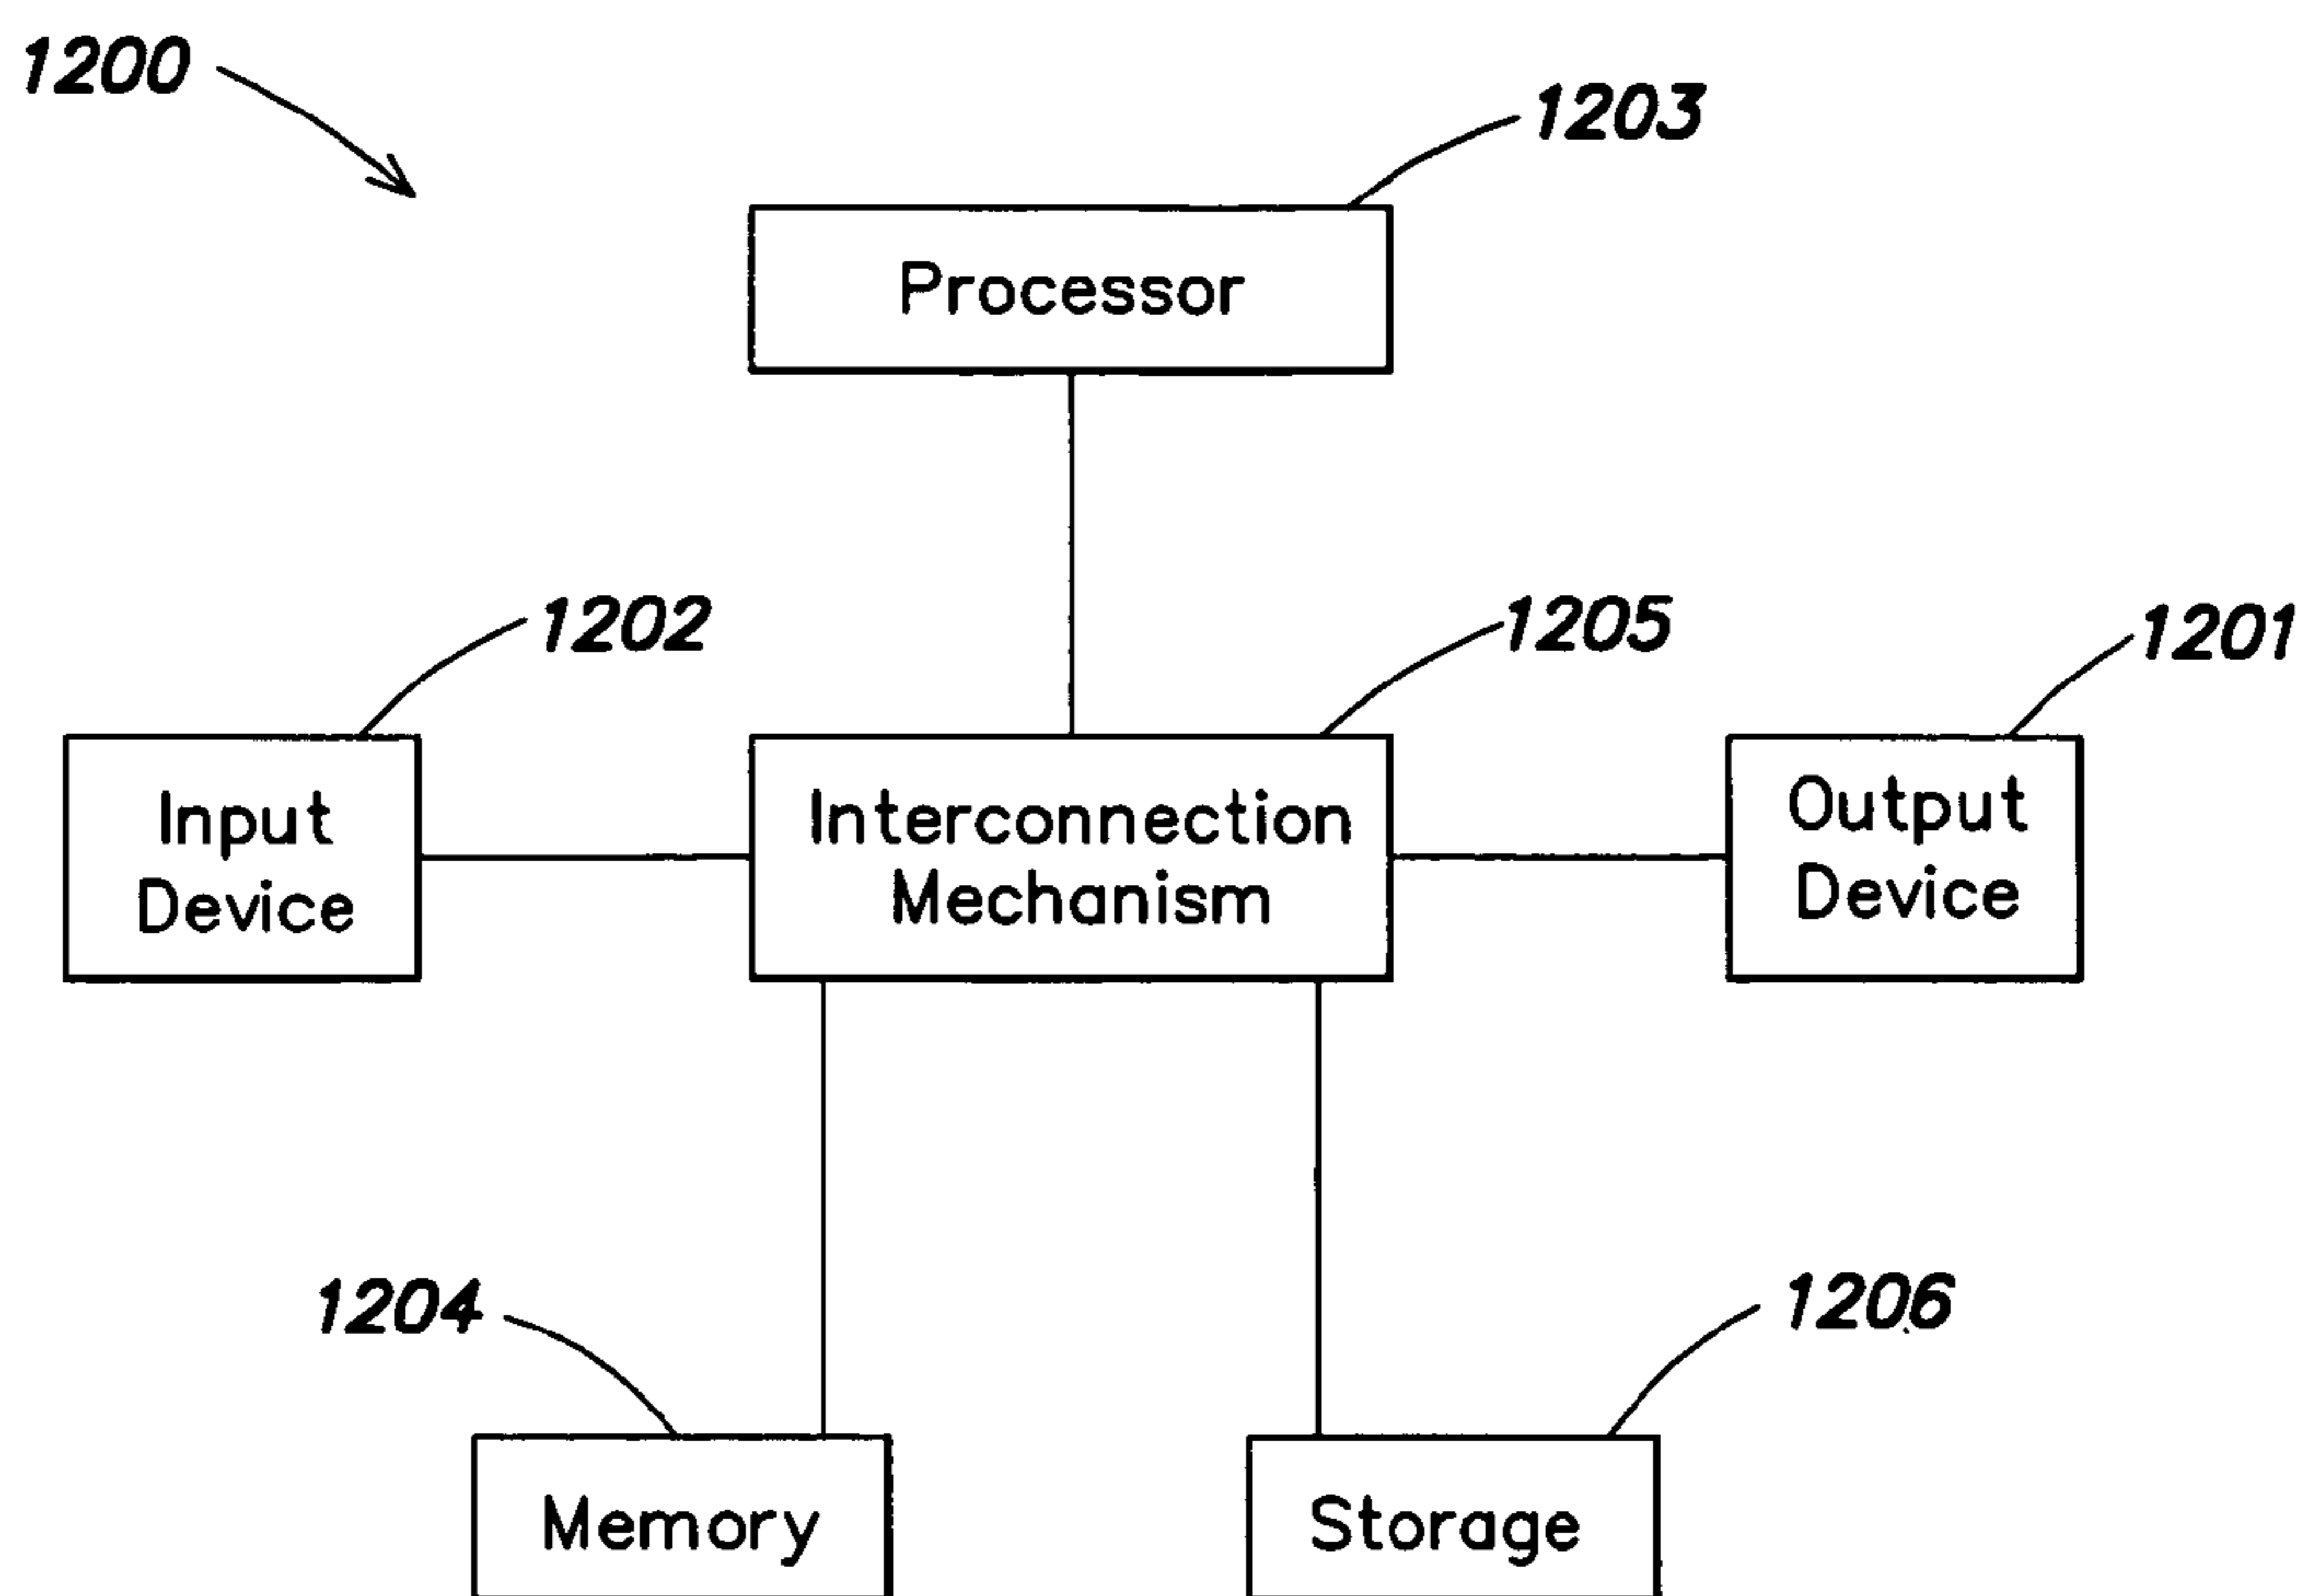 1200
1203
Processor
1202
1205
1201
Input
Device
Interconnection
Mechanism
Output
Device
1204
1206
Memory
Storage